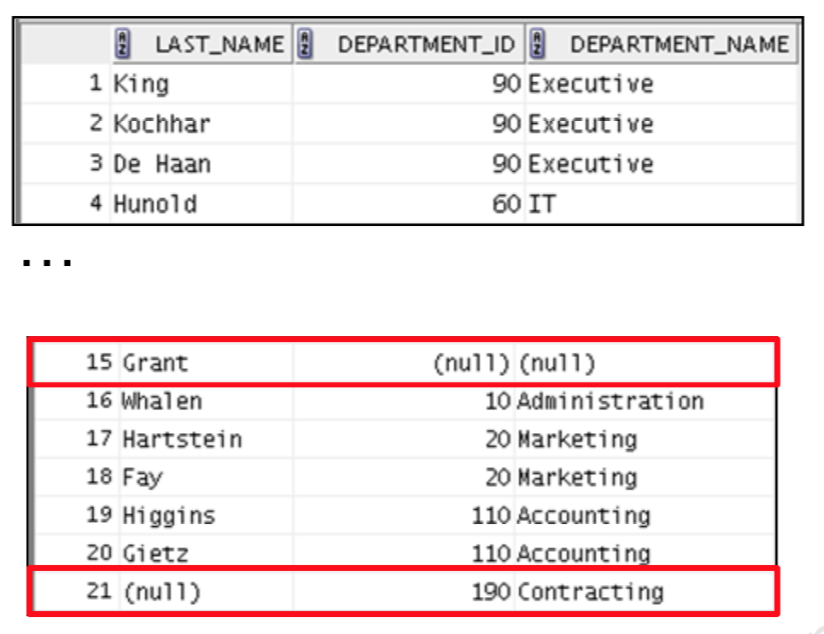 LAST_NAME DEPARTMENT_ID DEPARTMENT_NAME
1 King 90 Executive
2 Kochhar 90 Executive
3 De Haan 90 Executive
4 Hunold 60 IT
...
15 Grant (null) (null)
16 Whalen 10 Administration
17 Hartstein 20 Marketing
18 Fay 20 Marketing
19 Higgins 110 Accounting
20 Gietz 110 Accounting
21 (null) 190 Contracting